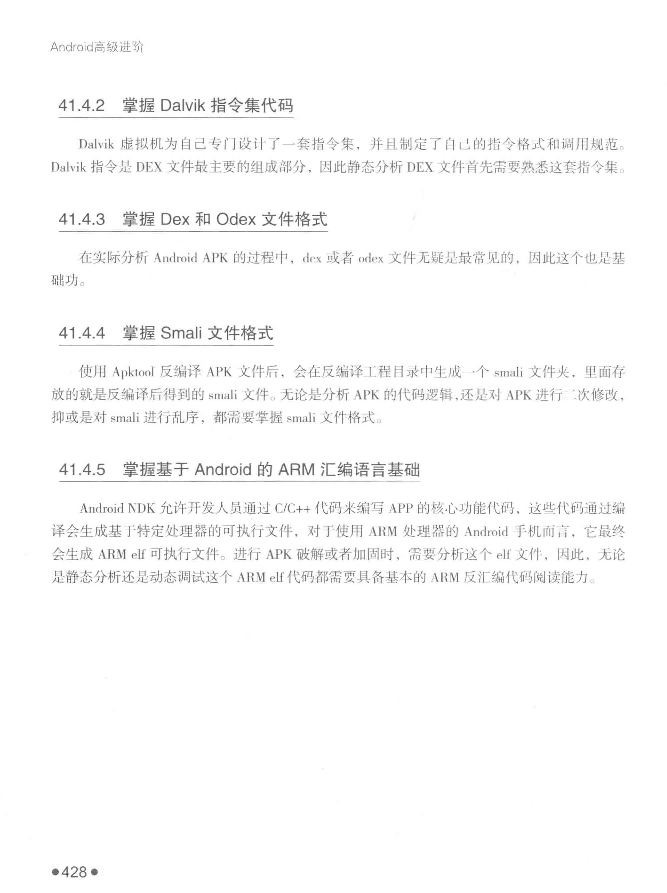 Android高级进阶
41.4.2 掌握 Dalvik 指令集代码
Dalvik 虚拟机为自己专门设计了一套指令集，并且制定了自己的指令格式和调用规范。
Dalvik 指令是 DEX 文件最主要的组成部分，因此静态分析 DEX 文件首先需要熟悉这套指令集。
41.4.3 掌握 Dex 和 Odex 文件格式
在实际分析 Android APK 的过程中，dex 或者 odex 文件无疑是最常见的，因此这个也是基
础功。
41.4.4 掌握 Smali 文件格式
使用 Apktool 反编译 APK 文件后，会在反编译工程目录中生成一个 smali 文件夹，里面存
放的就是反编译后得到的 smali 文件。无论是分析 APK 的代码逻辑，还是对 APK 进行二次修改，
抑或是对 smali 进行乱序，都需要掌握 smali 文件格式。
41.4.5 掌握基于 Android 的 ARM 汇编语言基础
Android NDK 允许开发人员通过 C/C++ 代码来编写 APP 的核心功能代码，这些代码通过编
译会生成基于特定处理器的可执行文件，对于使用 ARM 处理器的 Android 手机而言，它最终
会生成 ARM elf 可执行文件。进行 APK 破解或者加固时，需要分析这个 elf 文件，因此，无论
是静态分析还是动态调试这个 ARM elf 代码都需要具备基本的 ARM 反汇编代码阅读能力。
●428●